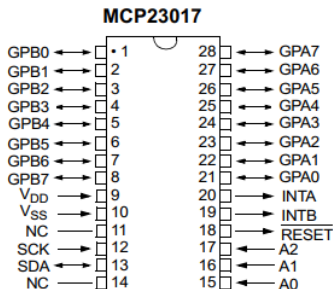 MCP23017
GPB0 1 28 GPA7
GPB1 2 27 GPA6
GPB2 3 26 GPA5
GPB3 4 25 GPA4
GPB4 5 24 GPA3
GPB5 6 23 GPA2
GPB6 7 22 GPA1
GPB7 8 21 GPA0
VDD 9 20 INTA
VSS 10 19 INTB
NC 11 18 RESET
SCK 12 17 A2
SDA 13 16 A1
NC 14 15 A0